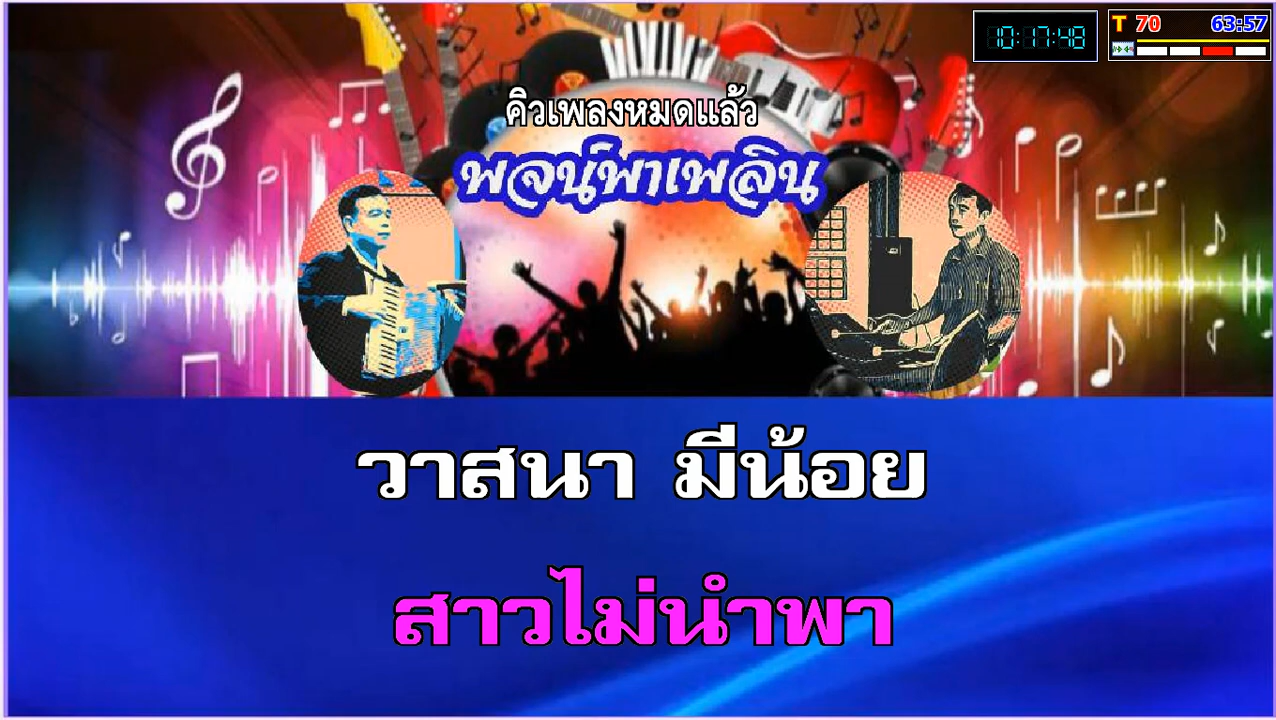 10:17:48
T 70 63:57
คิวเพลงหมดแล้ว
พจน์พาเพลิน
วาสนา มีน้อย
สาวไม่นำพา